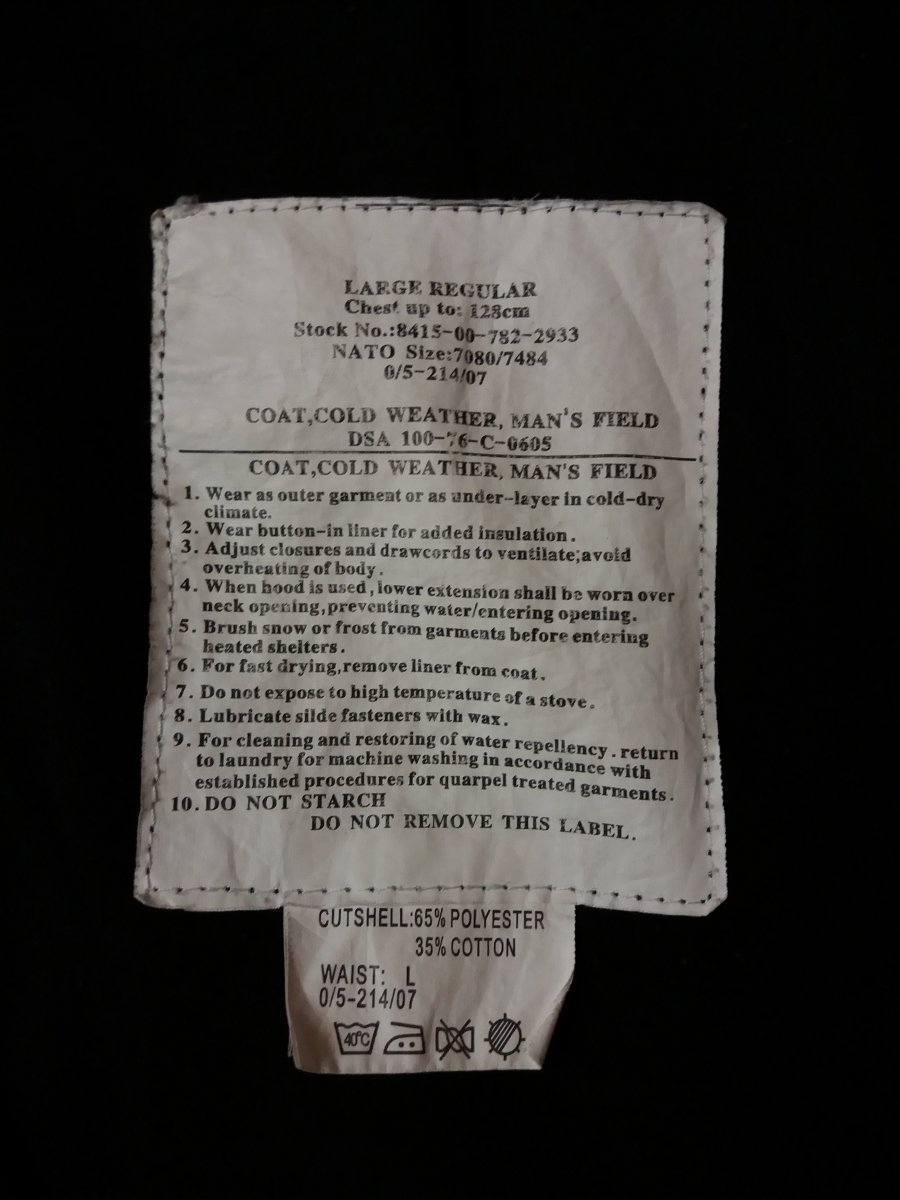 LARGE REGULAR
Chest up to: 128cm
Stock No.:8415-00-782-2933
NATO Size:7080/7484
0/5-214/07
COAT,COLD WEATHER, MAN'S FIELD
DSA 100-76-C-0605
COAT,COLD WEATHER, MAN'S FIELD
1. Wear as outer garment or as under-layer in cold-dry
climate.
2. Wear button-in liner for added insulation.
3. Adjust closures and drawcords to ventilate;avoid
overheating of body.
4. When hood is used,lower extension shall be worn over
neck opening,preventing water/entering opening.
5. Brush snow or frost from garments before entering
heated shelters.
6. For fast drying,remove liner from coat.
7. Do not expose to high temperature of a stove.
8. Lubricate silde fasteners with wax.
9. For cleaning and restoring of water repellency. return
to laundry for machine washing in accordance with
established procedures for quarpel treated garments.
10. DO NOT STARCH
DO NOT REMOVE THIS LABEL.
CUTSHELL:65% POLYESTER
35% COTTON
WAIST: L
0/5-214/07
40°C